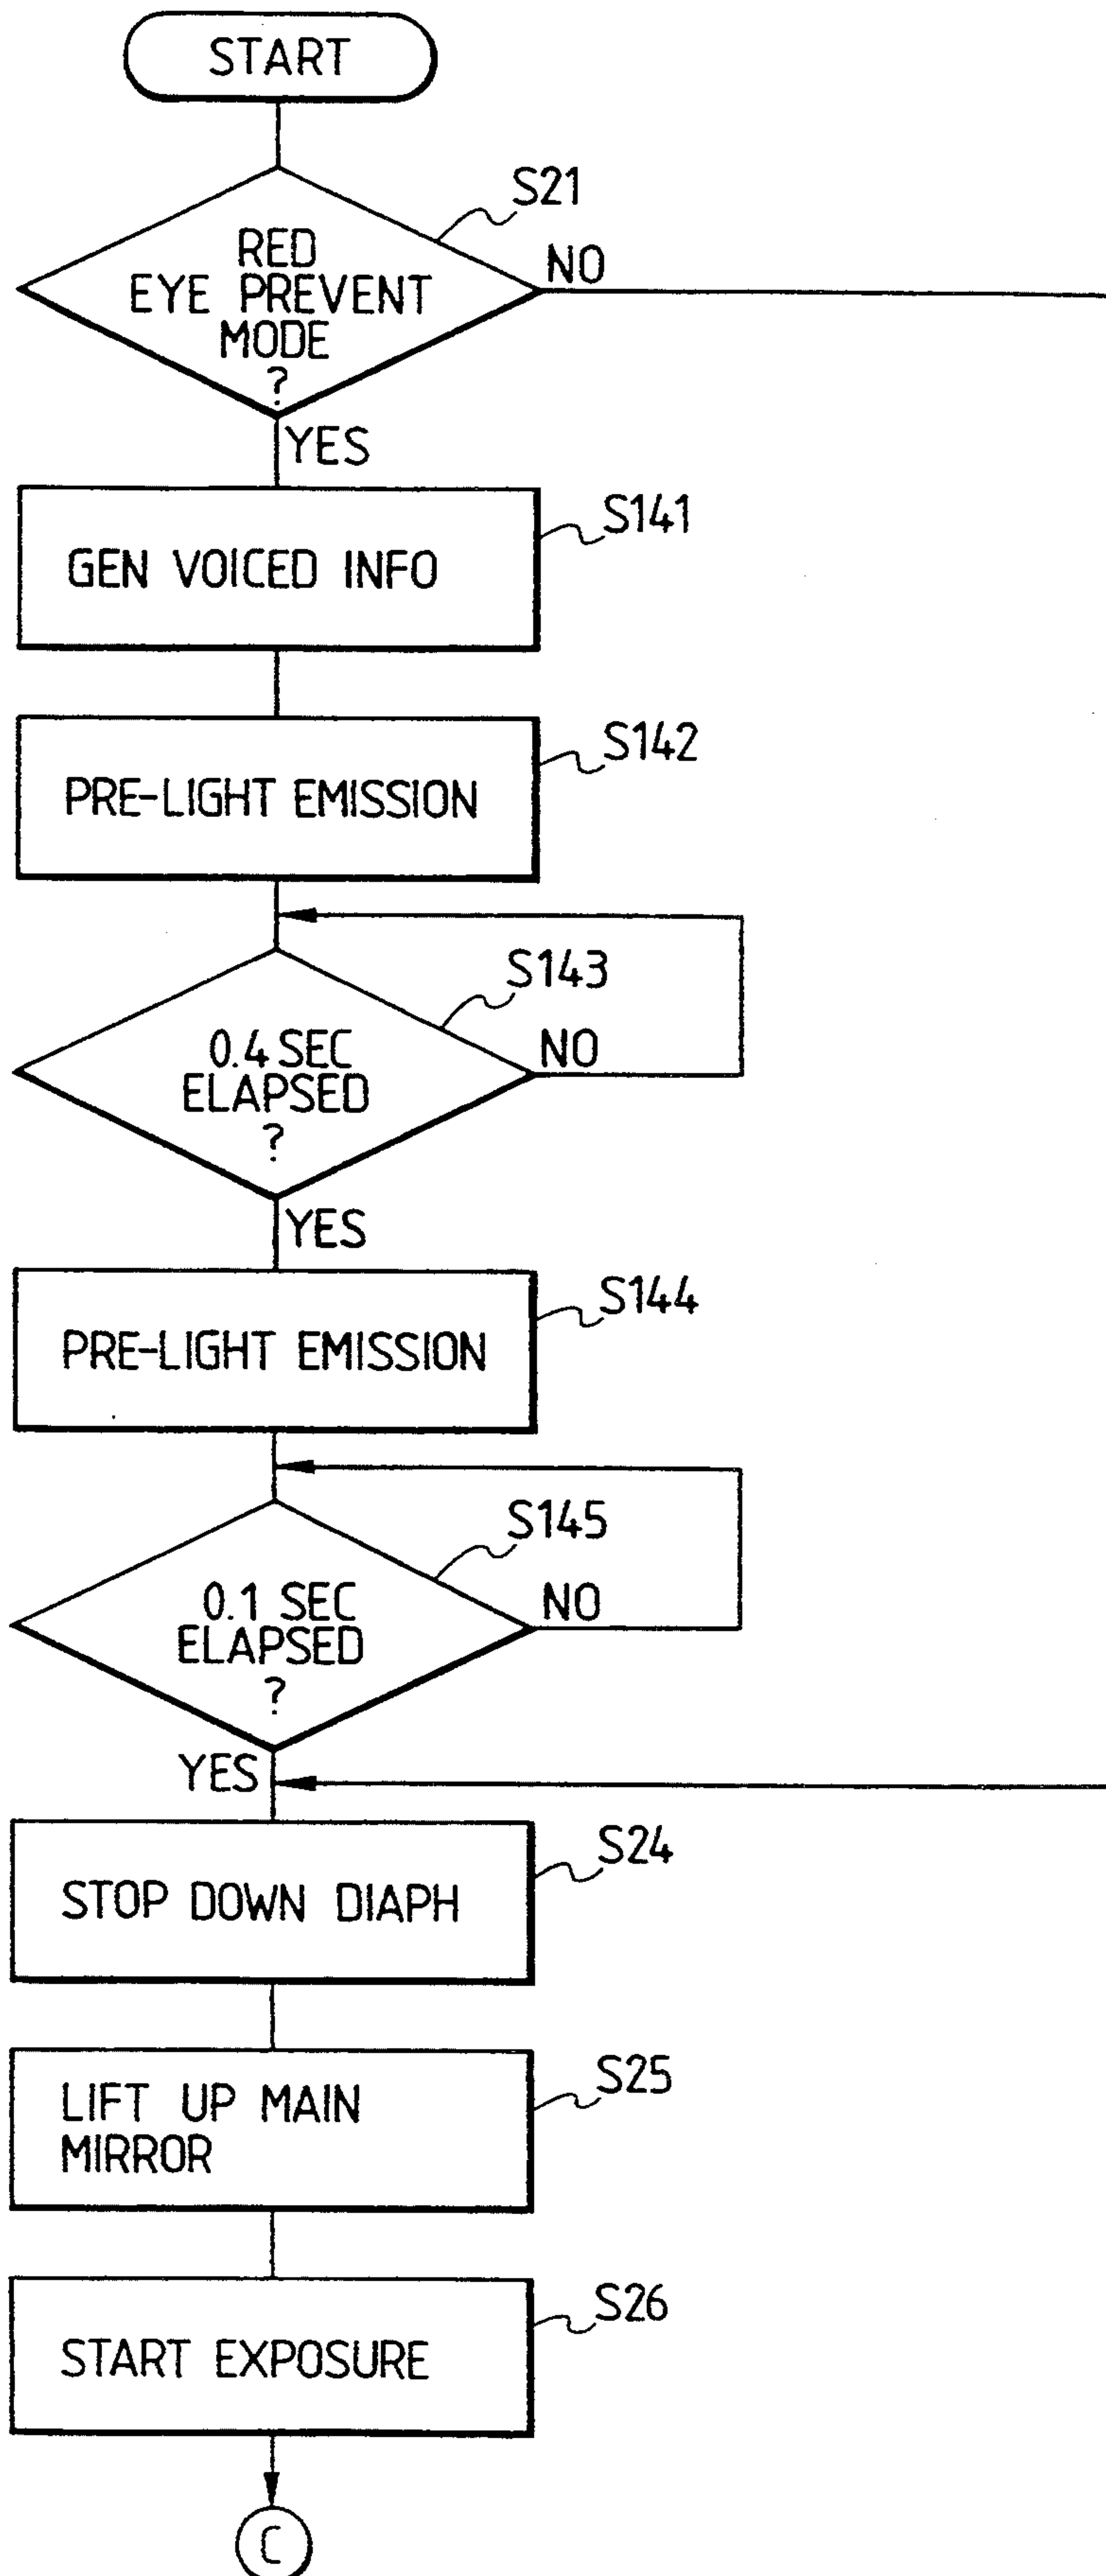 START
S21
RED
EYE PREVENT
MODE
?
NO
YES
S141
GEN VOICED INFO
S142
PRE-LIGHT EMISSION
S143
0.4 SEC
ELAPSED
?
NO
YES
S144
PRE-LIGHT EMISSION
S145
0.1 SEC
ELAPSED
?
NO
YES
S24
STOP DOWN DIAPH
S25
LIFT UP MAIN
MIRROR
S26
START EXPOSURE
C